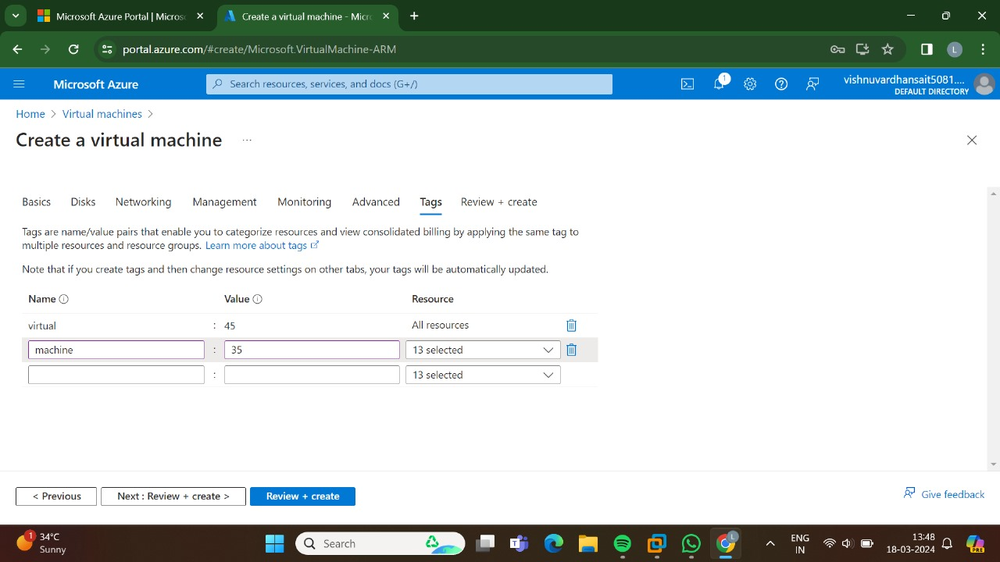 Microsoft Azure Portal | Micros
Create a virtual machine - Micr
portal.azure.com/#create/Microsoft.VirtualMachine-ARM
L
Microsoft Azure
Search resources, services, and docs (G+/)
1
vishnuvardhansait5081....
DEFAULT DIRECTORY
Home > Virtual machines >
Create a virtual machine ...
Basics Disks Networking Management Monitoring Advanced Tags Review + create
Tags are name/value pairs that enable you to categorize resources and view consolidated billing by applying the same tag to
multiple resources and resource groups. Learn more about tags
Note that if you create tags and then change resource settings on other tabs, your tags will be automatically updated.
Name Value Resource
virtual : 45 All resources
machine : 35 13 selected
: 13 selected
< Previous Next : Review + create > Review + create Give feedback
1 34°C
Sunny
Search
L
ENG
IN
13:48
18-03-2024
PRE